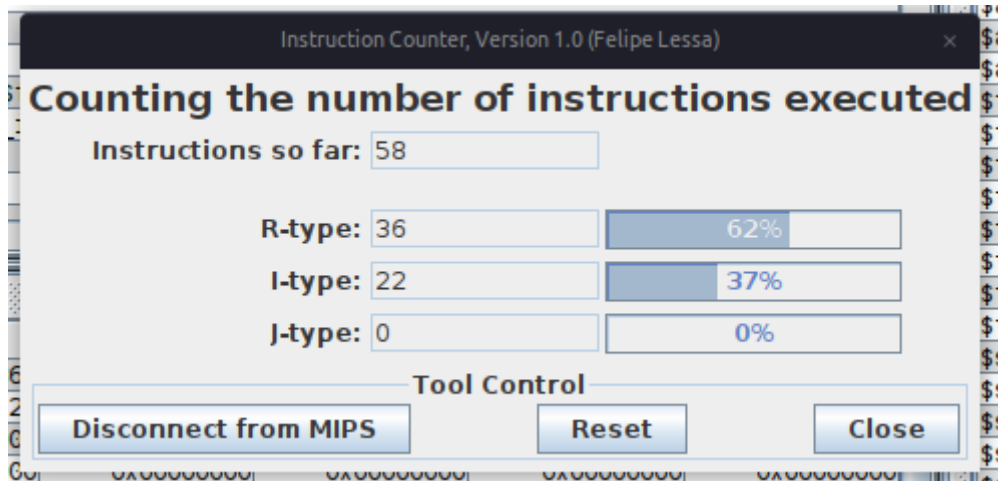 Instruction Counter, Version 1.0 (Felipe Lessa)
Counting the number of instructions executed
Instructions so far: 58
R-type: 36 62%
I-type: 22 37%
J-type: 0 0%
Tool Control
Disconnect from MIPS Reset Close